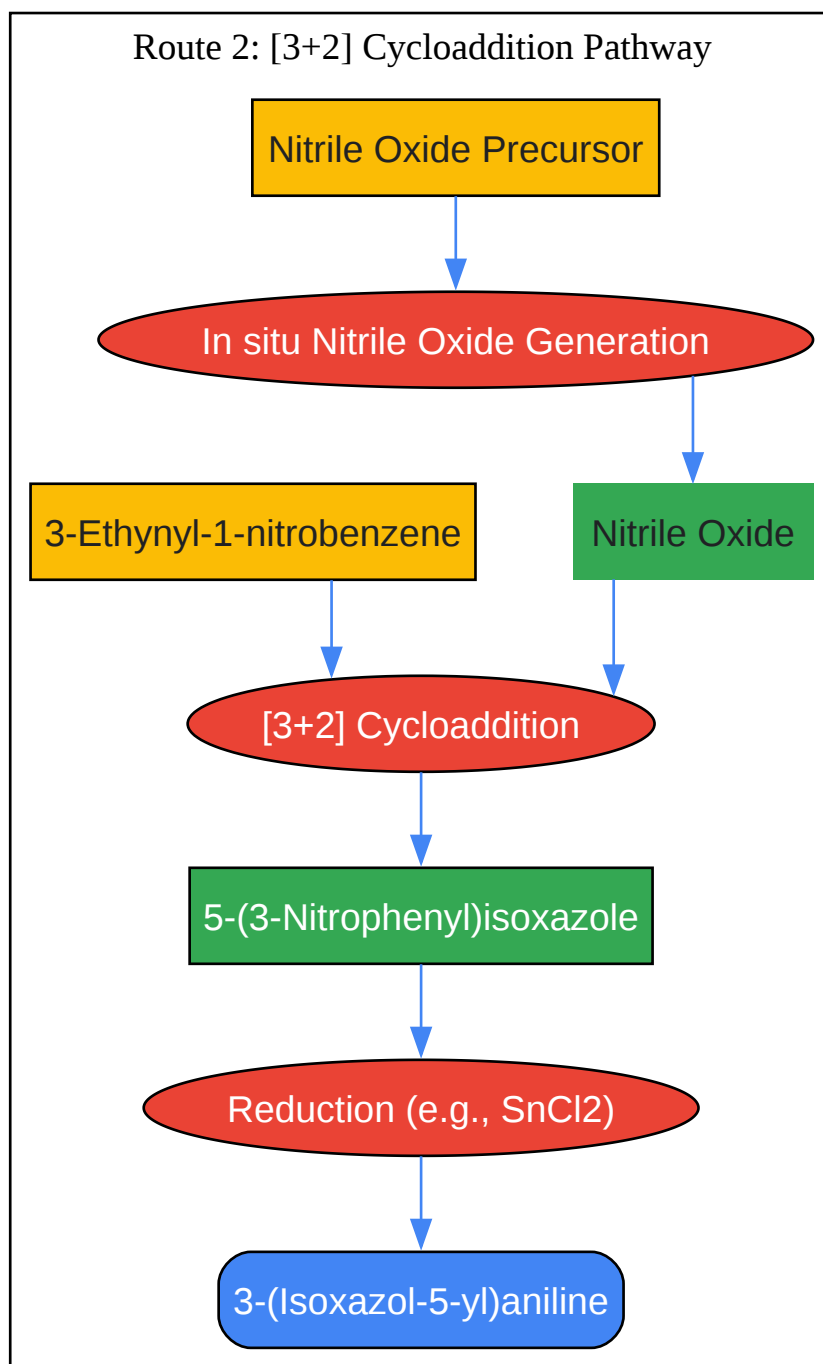 Route 2: [3+2] Cycloaddition Pathway
Nitrile Oxide Precursor
In situ Nitrile Oxide Generation
3-Ethynyl-1-nitrobenzene
Nitrile Oxide
[3+2] Cycloaddition
5-(3-Nitrophenyl)isoxazole
Reduction (e.g., SnCl2)
3-(Isoxazol-5-yl)aniline